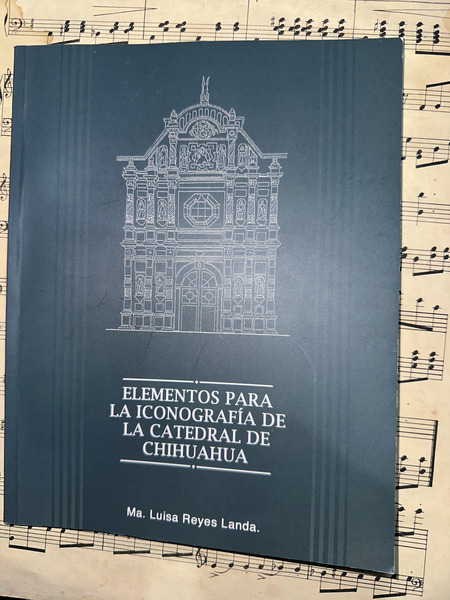 ELEMENTOS PARA
LA ICONOGRAFÍA DE
LA CATEDRAL DE
CHIHUAHUA
Ma. Luisa Reyes Landa.